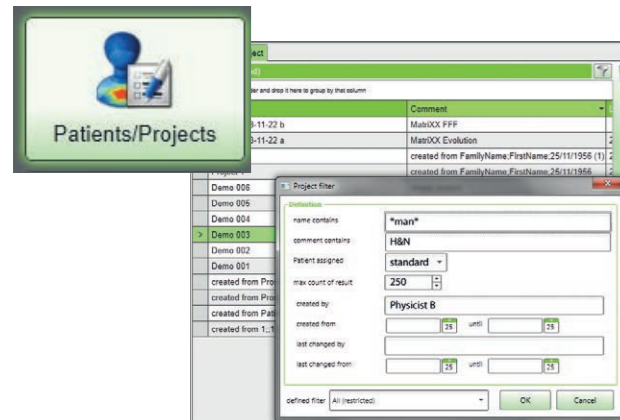 Patients/Projects
ject
ed)
der and drop it here to group by that column
Comment
3-11-22 b MatriXX FFF
3-11-22 a MatriXX Evolution
created from FamilyName;FirstName;25/11/1956 (1)
created from FamilyName;FirstName;25/11/1956
Demo 006
Demo 005
Demo 004
> Demo 003
Demo 002
Demo 001
created from Pro
created from Pro
created from Pati
created from 1;;1
Project filter
Definition
name contains *man*
comment contains H&N
Patient assigned standard
max count of result 250
created by Physicist B
created from 25 until 25
last changed by
last changed from 25 until 25
defined filter All (restricted) OK Cancel